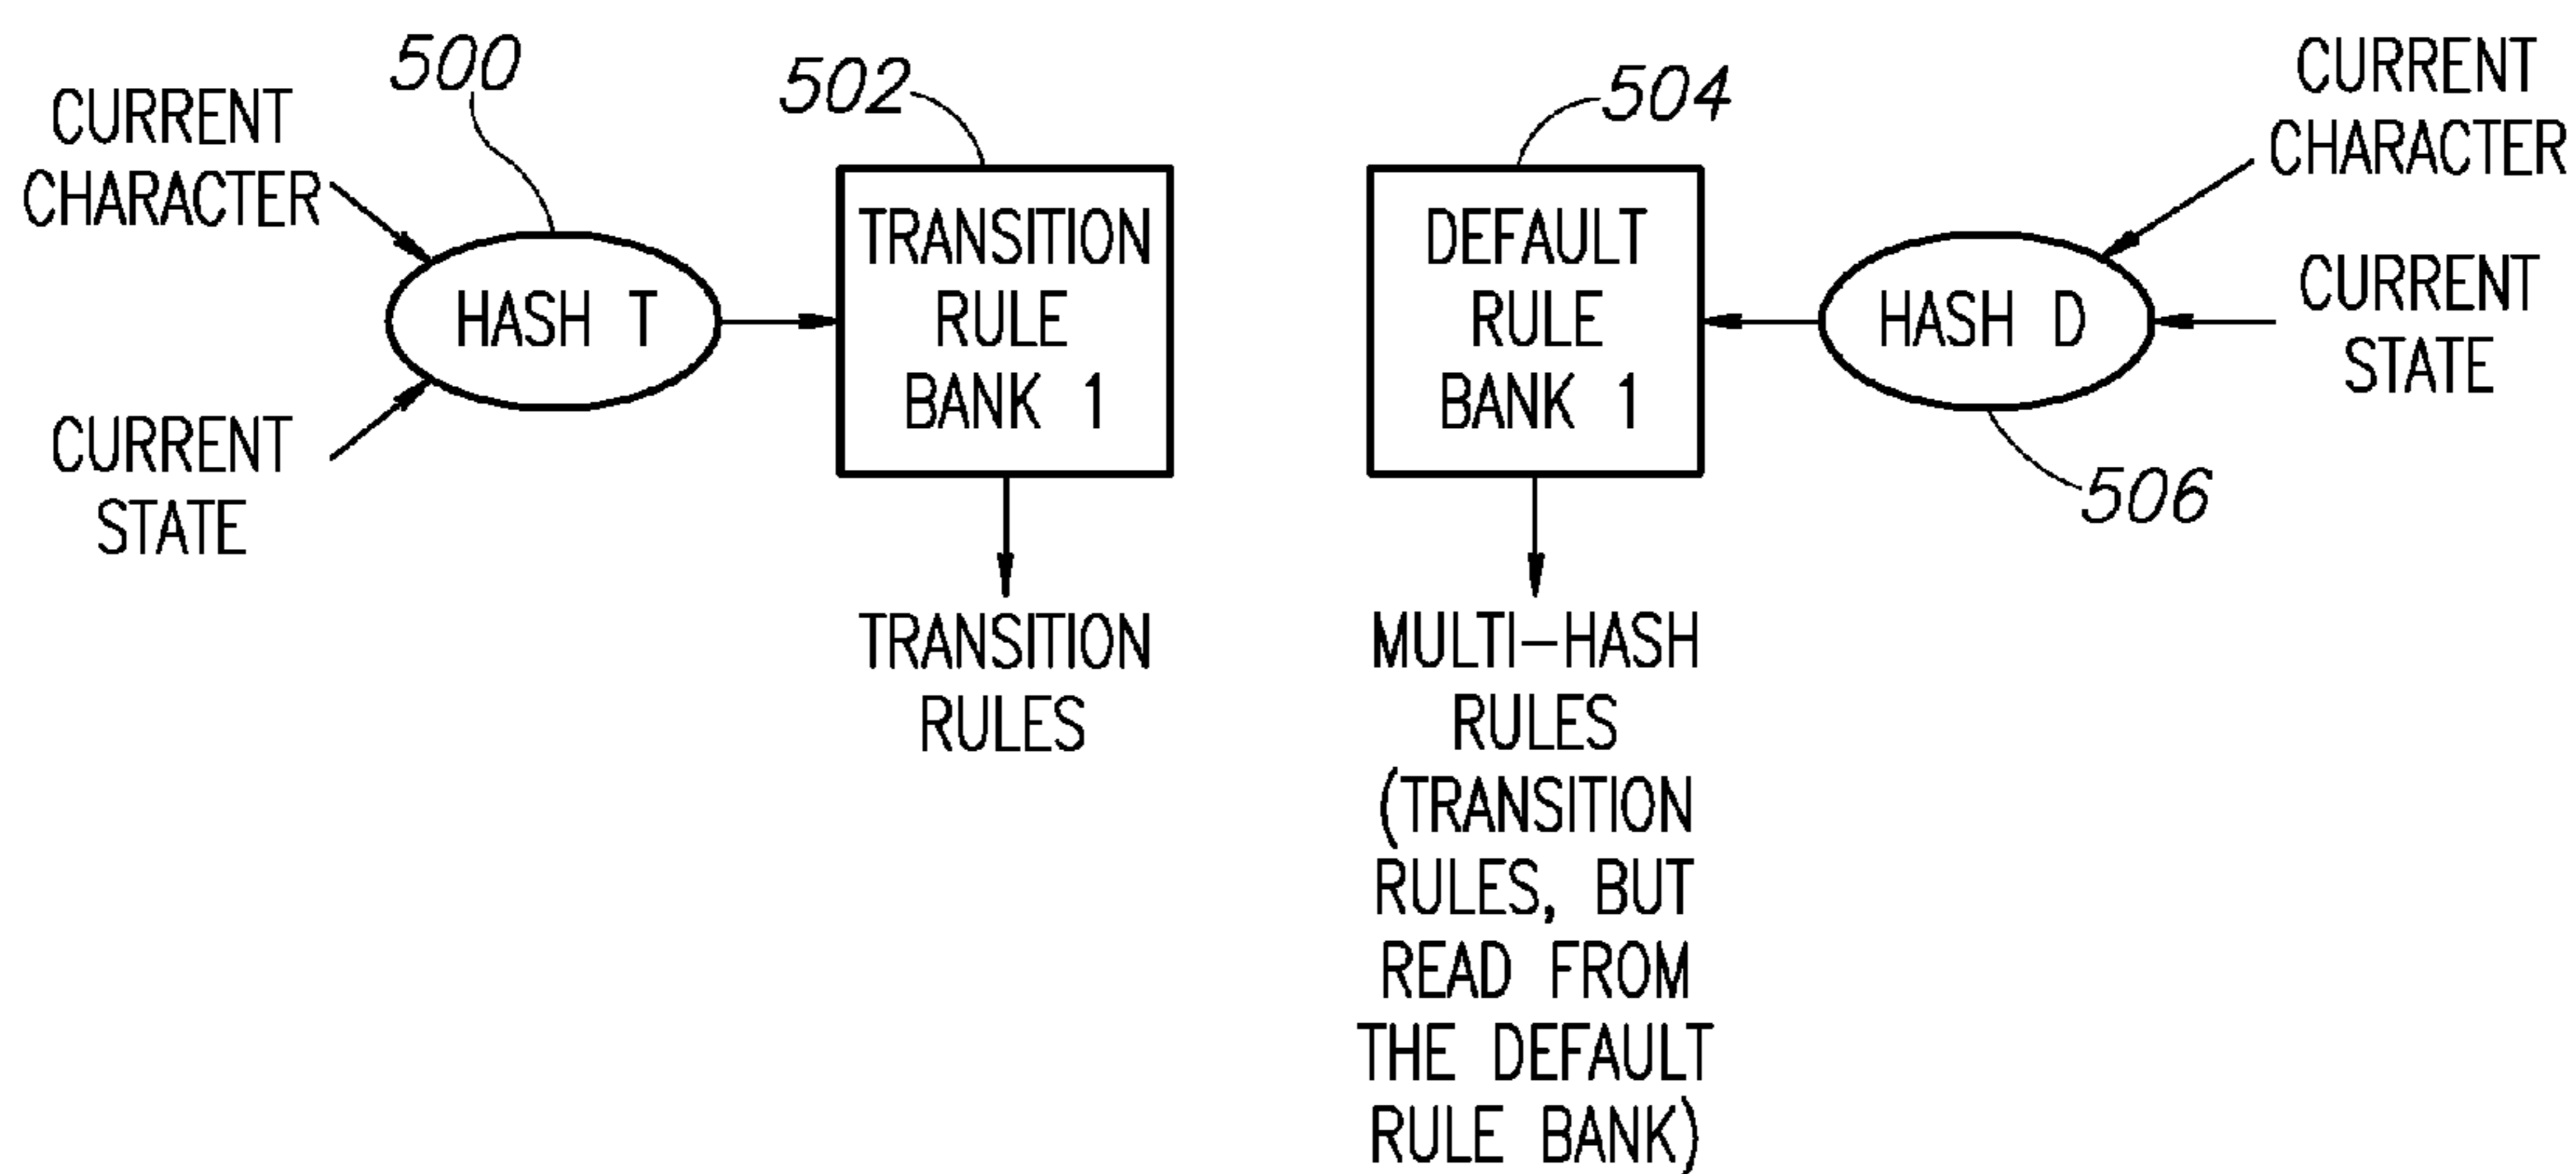 500
502
504
506
CURRENT
CHARACTER
CURRENT
STATE
HASH T
TRANSITION
RULE
BANK 1
TRANSITION
RULES
DEFAULT
RULE
BANK 1
MULTI-HASH
RULES
(TRANSITION
RULES, BUT
READ FROM
THE DEFAULT
RULE BANK)
HASH D
CURRENT
CHARACTER
CURRENT
STATE